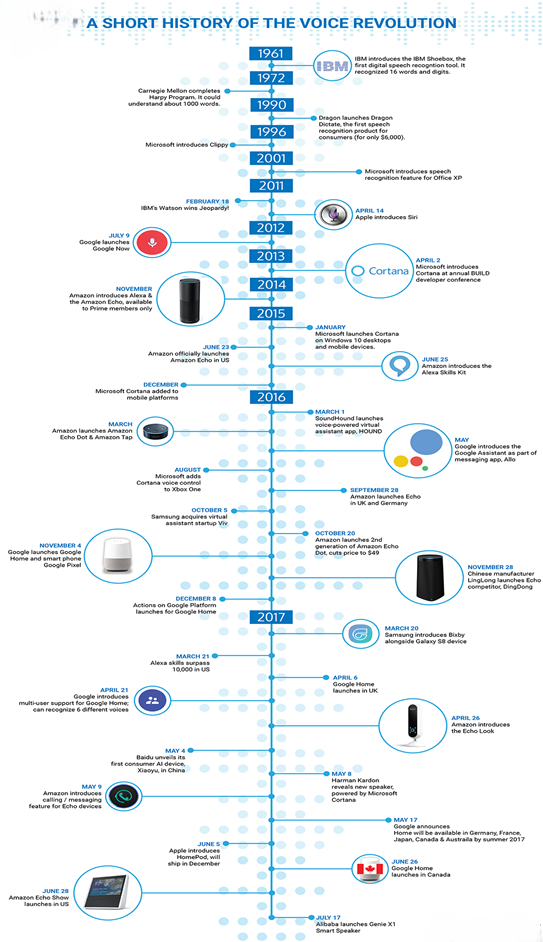 A SHORT HISTORY OF THE VOICE REVOLUTION
1961
IBM
IBM introduces the IBM Shoebox, the
first digital speech recogntion tool. It
recognized 16 words and digits.
1972
Carnegie Mellon completes
Harpy Program. It could
understand about 1000 words.
1990
Dragon launches Dragon
Dictate, the first speech
recognition product for
consumers (for only $6,000).
1996
Microsoft introduces Clippy
2001
Microsoft introduces speech
recognition feature for Office XP
2011
FEBRUARY 18
IBM's Watson wins Jeopardy!
APRIL 14
Apple introduces Siri
2012
JULY 9
Google launches
Google Now
2013
APRIL 2
Microsoft introduces
Cortana at annual BUILD
developer conference
Cortana
2014
NOVEMBER
Amazon introduces Alexa &
the Amazon Echo, available
to Prime members only
2015
JANUARY
Microsoft launches Cortana
on Windows 10 desktops
and mobile devices.
JUNE 23
Amazon officially launches
Amazon Echo in US
JUNE 25
Amazon introduces the
Alexa Skills Kit
DECEMBER
Microsoft Cortana added to
mobile platforms
2016
MARCH 1
SoundHound launches
voice-powered virtual
assistant app, HOUND
MARCH
Amazon launches Amazon
Echo Dot & Amazon Tap
MAY
Google introduces the
Google Assistant as part of
messaging app, Allo
AUGUST
Microsoft adds
Cortana voice control
to Xbox One
SEPTEMBER 28
Amazon launches Echo
in UK and Germany
OCTOBER 5
Samsung acquires virtual
assistant startup Viv
OCTOBER 20
Amazon launches 2nd
generation of Amazon Echo
Dot, cuts price to $49
NOVEMBER 4
Google launches Google
Home and smart phone
Google Pixel
NOVEMBER 28
Chinese manufacturer
LingLong launches Echo
competitor, DingDong
DECEMBER 8
Actions on Google Platform
launches for Google Home
2017
MARCH 20
Samsung introduces Bixby
alongside Galaxy S8 device
MARCH 21
Alexa skills surpass
10,000 in US
APRIL 6
Google Home
launches in UK
APRIL 21
Google introduces
multi-user support for Google Home;
can recognize 6 different voices
APRIL 26
Amazon introduces
the Echo Look
MAY 4
Baidu unveils its
first consumer AI device,
Xiaoyu, in China
MAY 8
Harman Kardon
reveals new speaker,
powered by Microsoft
Cortana
MAY 9
Amazon introduces
calling / messaging
feature for Echo devices
MAY 17
Google announces
Home will be available in Germany, France,
Japan, Canada & Austraila by summer 2017
JUNE 5
Apple introduces
HomePod, will
ship in December
JUNE 26
Google Home
launches in Canada
JUNE 28
Amazon Echo Show
launches in US
JULY 17
Alibaba launches Genie X1
Smart Speaker